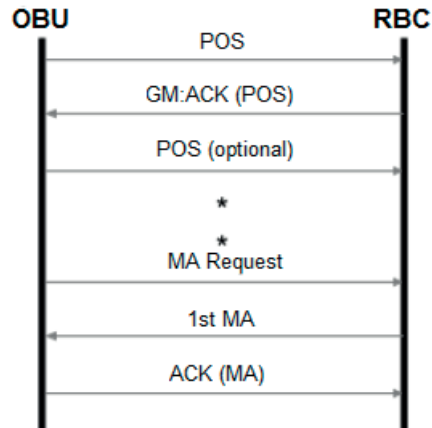 OBU RBC
POS
GM:ACK (POS)
POS (optional)
*
*
MA Request
1st MA
ACK (MA)